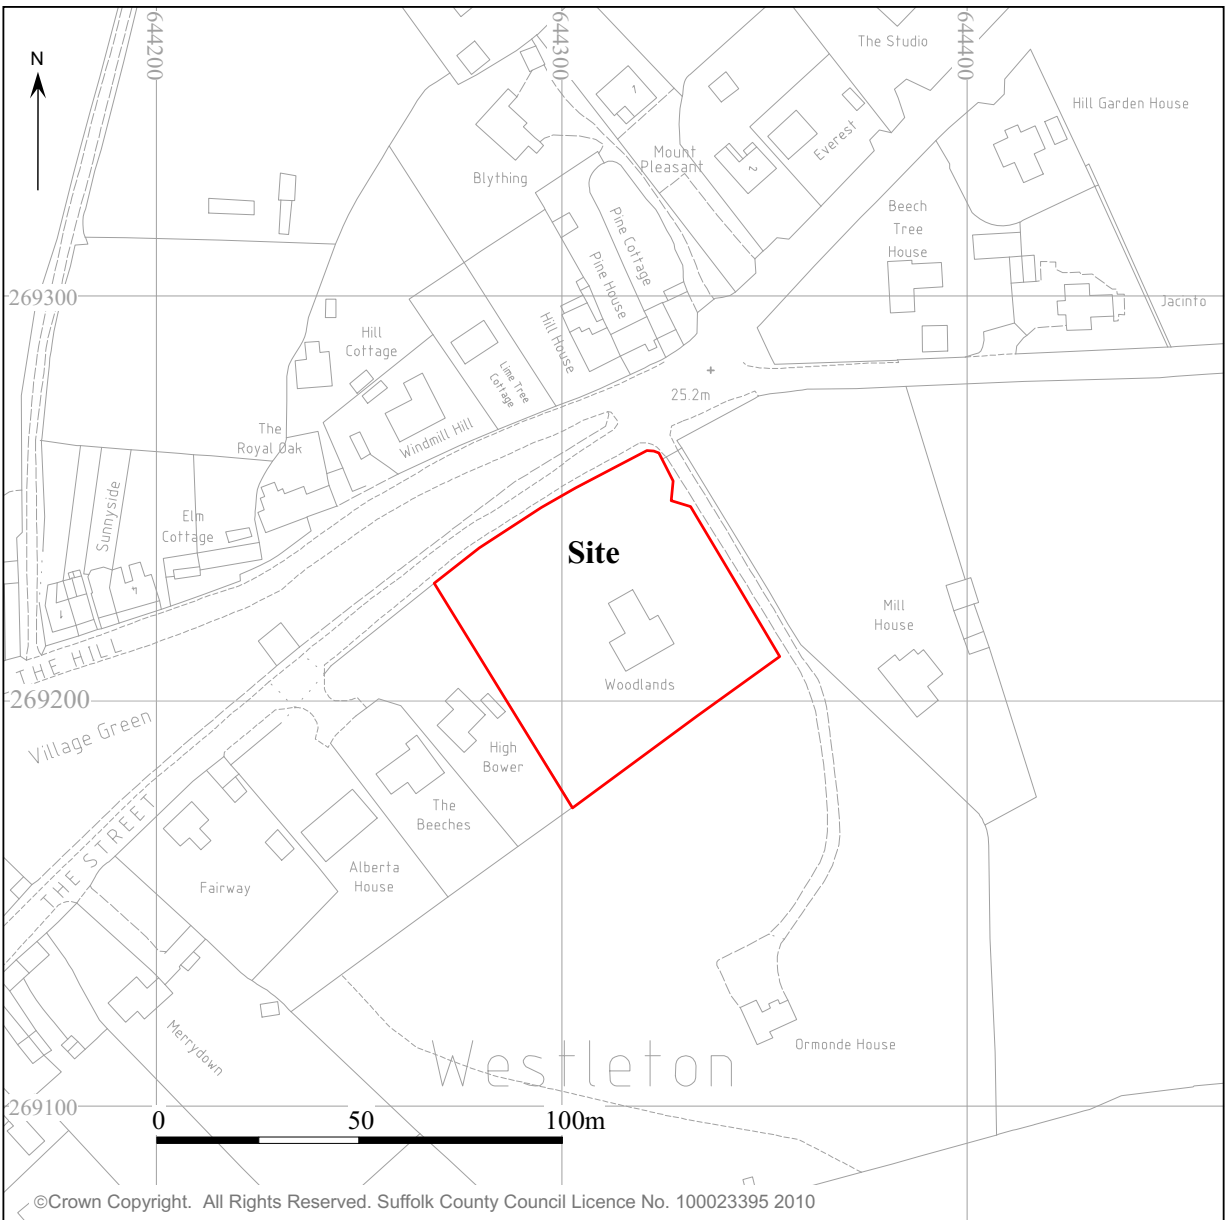 644200
644300
644400
N
The Studio
1
Hill Garden House
Mount
Pleasant
2
Everest
Blything
Pine Cottage
Pine House
Beech
Tree
House
269300
Jacinto
Hill
Cottage
Hill House
Lime Tree
Cottage
25.2m
The
Royal Oak
Windmill Hill
Sunnyside
Elm
Cottage
Site
1
4
Mill
House
THE HILL
Woodlands
269200
Village Green
High
Bower
The
Beeches
THE STREET
Alberta
House
Fairway
Merrydown
Ormonde House
Westleton
269100
0 50 100m
©Crown Copyright. All Rights Reserved. Suffolk County Council Licence No. 100023395 2010